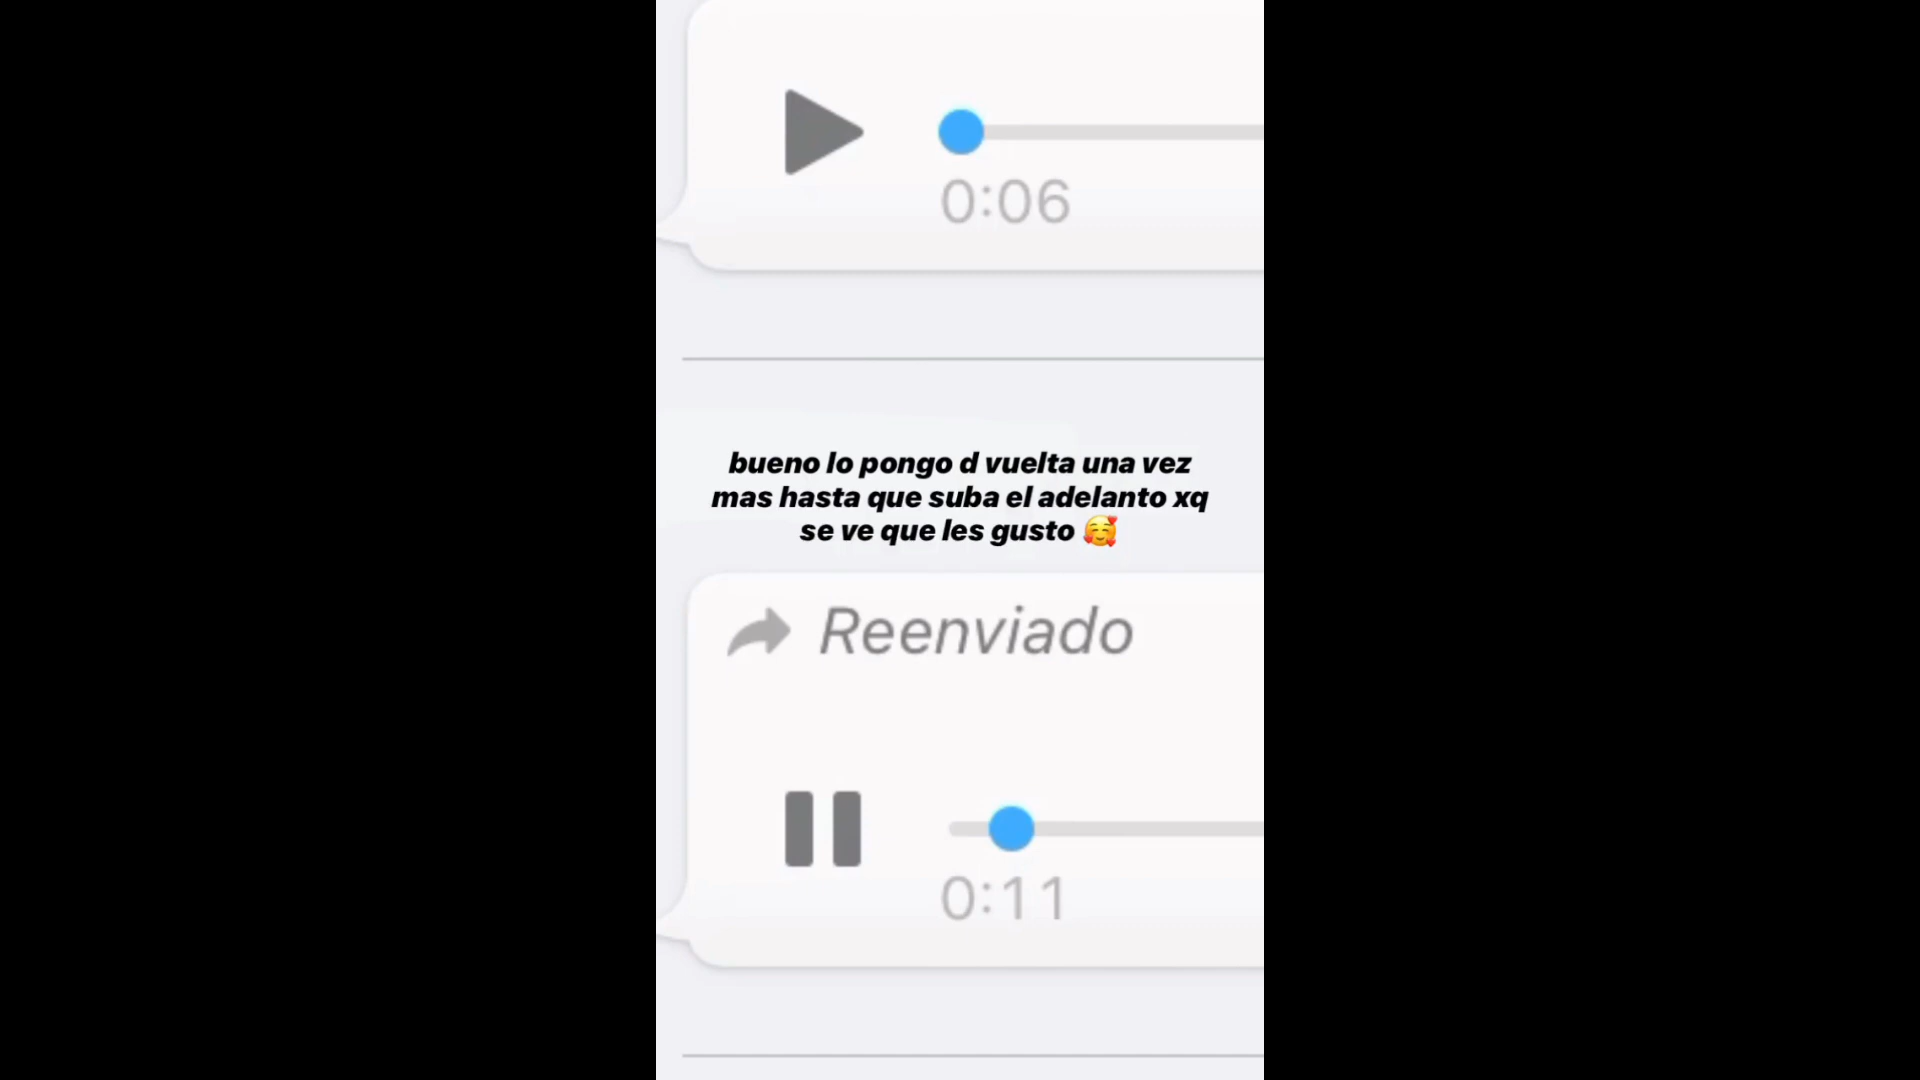 0:06
bueno lo pongo d vuelta una vez
mas hasta que suba el adelanto xq
se ve que les gusto 🥰
Reenviado
0:11